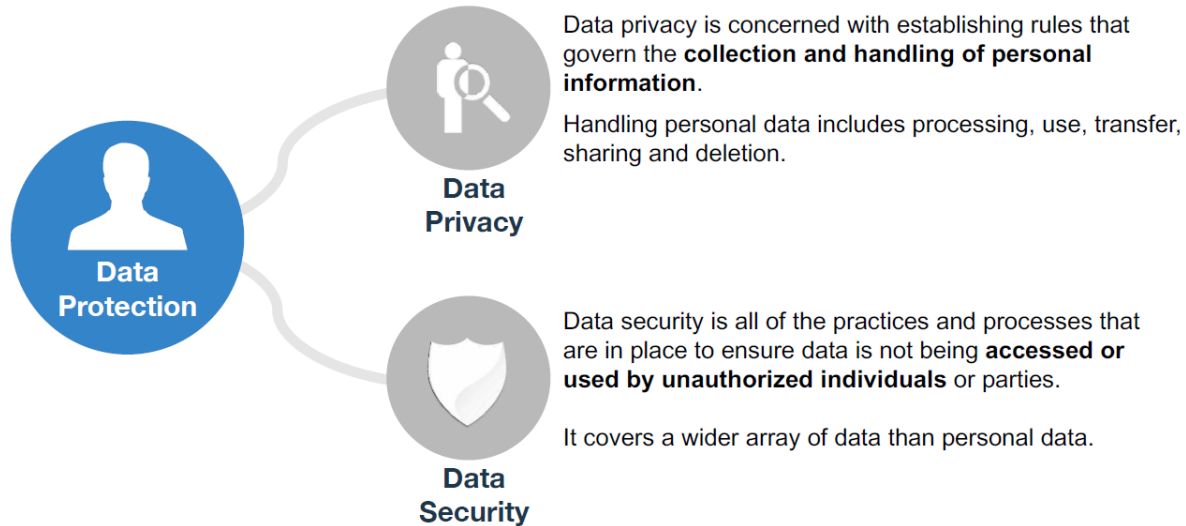 Data privacy is concerned with establishing rules that
govern the collection and handling of personal
information.
Handling personal data includes processing, use, transfer,
sharing and deletion.
Data
Privacy
Data
Protection
Data security is all of the practices and processes that
are in place to ensure data is not being accessed or
used by unauthorized individuals or parties.
It covers a wider array of data than personal data.
Data
Security